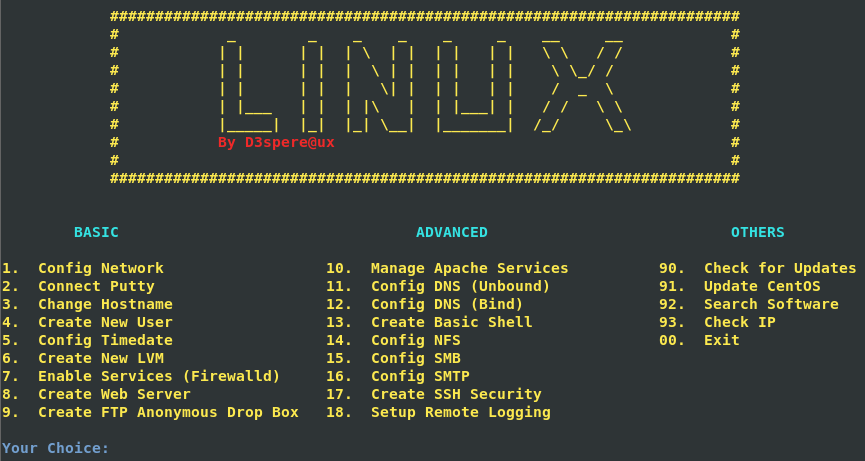 LINUX
By D3spere@ux
BASIC ADVANCED OTHERS
1. Config Network 10. Manage Apache Services 90. Check for Updates
2. Connect Putty 11. Config DNS (Unbound) 91. Update CentOS
3. Change Hostname 12. Config DNS (Bind) 92. Search Software
4. Create New User 13. Create Basic Shell 93. Check IP
5. Config Timedate 14. Config NFS 00. Exit
6. Create New LVM 15. Config SMB
7. Enable Services (Firewalld) 16. Config SMTP
8. Create Web Server 17. Create SSH Security
9. Create FTP Anonymous Drop Box 18. Setup Remote Logging
Your Choice: